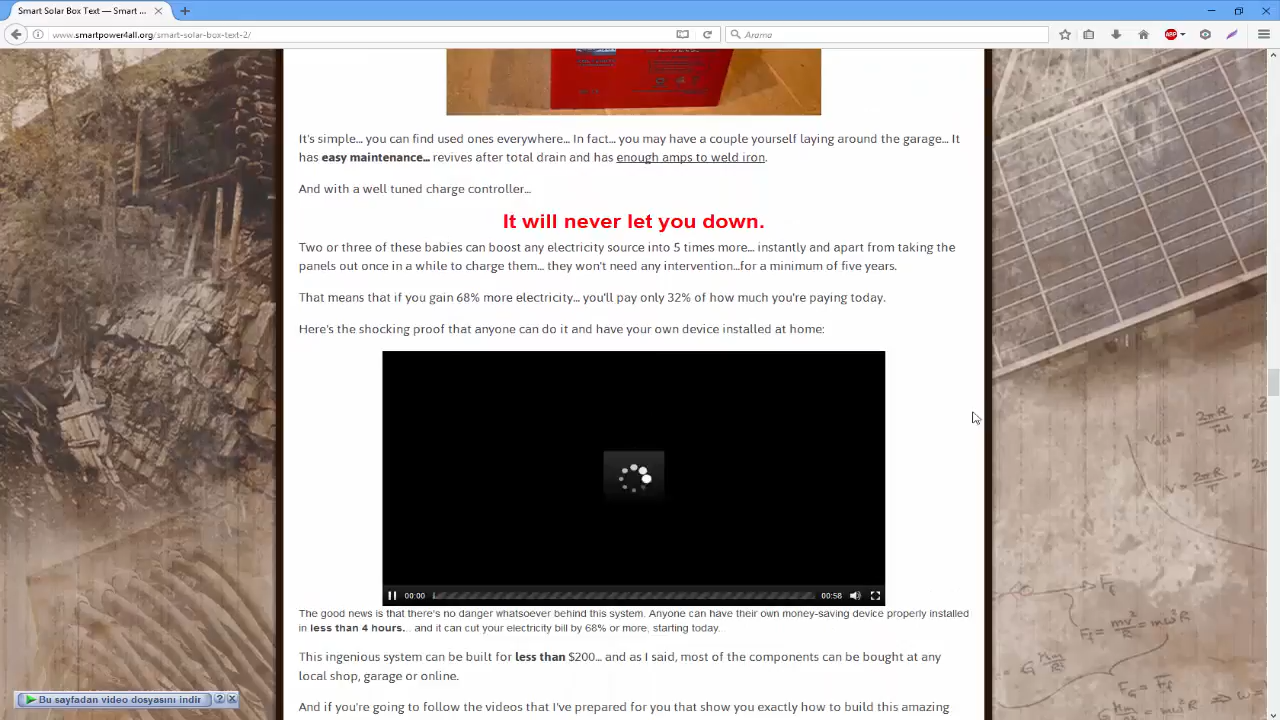 Smart Solar Box Text — Smart ...
www.smartpower4all.org/smart-solar-box-text-2/
Arama
ABP
It's simple... you can find used ones everywhere... In fact... you may have a couple yourself laying around the garage... It
has easy maintenance... revives after total drain and has enough amps to weld iron.
And with a well tuned charge controller...
It will never let you down.
Two or three of these babies can boost any electricity source into 5 times more... instantly and apart from taking the
panels out once in a while to charge them... they won't need any intervention...for a minimum of five years.
That means that if you gain 68% more electricity... you'll pay only 32% of how much you're paying today.
Here's the shocking proof that anyone can do it and have your own device installed at home:
00:00
00:58
The good news is that there's no danger whatsoever behind this system. Anyone can have their own money-saving device properly installed
in less than 4 hours... and it can cut your electricity bill by 68% or more, starting today.
This ingenious system can be built for less than $200... and as I said, most of the components can be bought at any
local shop, garage or online.
Bu sayfadan video dosyasını indir
?
And if you're going to follow the videos that I've prepared for you that show you exactly how to build this amazing